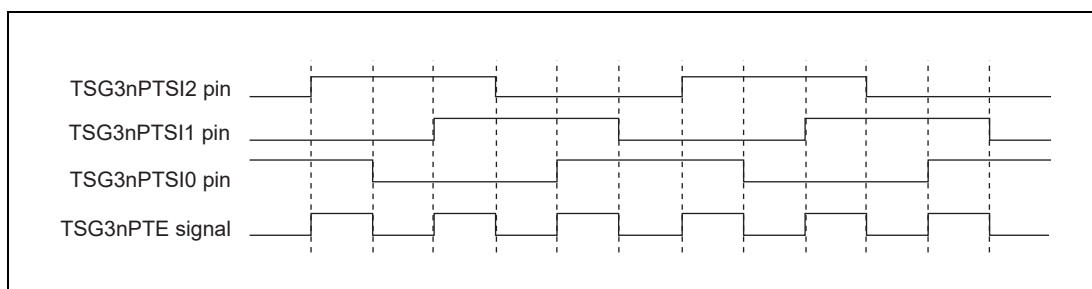 TSG3nPTSI2 pin
TSG3nPTSI1 pin
TSG3nPTSI0 pin
TSG3nPTE signal